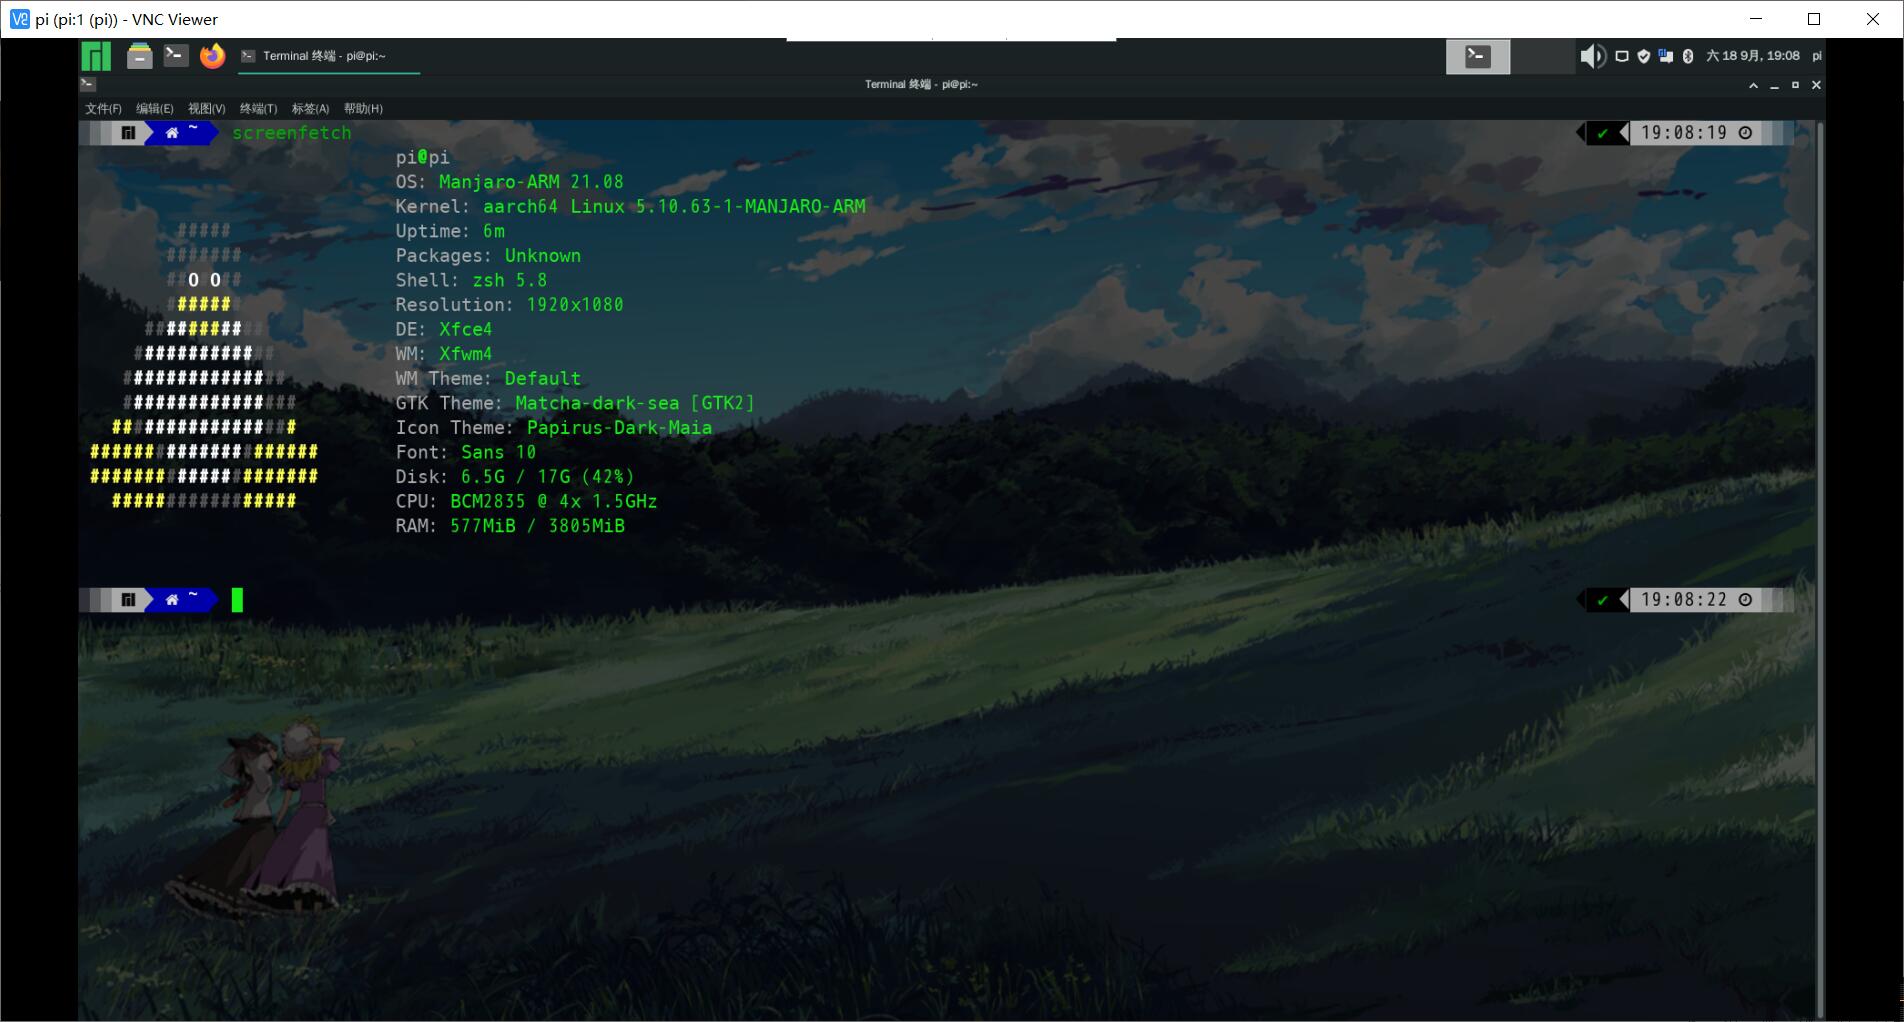 V2 pi (pi:1 (pi)) - VNC Viewer
Terminal 终端 - pi@pi:~
六 18 9月, 19:08 pi
Terminal 终端 - pi@pi:~
文件(F) 编辑(E) 视图(V) 终端(T) 标签(A) 帮助(H)
~ screenfetch 19:08:19
pi@pi
OS: Manjaro-ARM 21.08
Kernel: aarch64 Linux 5.10.63-1-MANJARO-ARM
##### Uptime: 6m
####### Packages: Unknown
##O#O## Shell: zsh 5.8
####### Resolution: 1920x1080
########### DE: Xfce4
############# WM: Xfwm4
############### WM Theme: Default
################ GTK Theme: Matcha-dark-sea [GTK2]
################# Icon Theme: Papirus-Dark-Maia
##################### Font: Sans 10
##################### Disk: 6.5G / 17G (42%)
################# CPU: BCM2835 @ 4x 1.5GHz
RAM: 577MiB / 3805MiB
~ 19:08:22